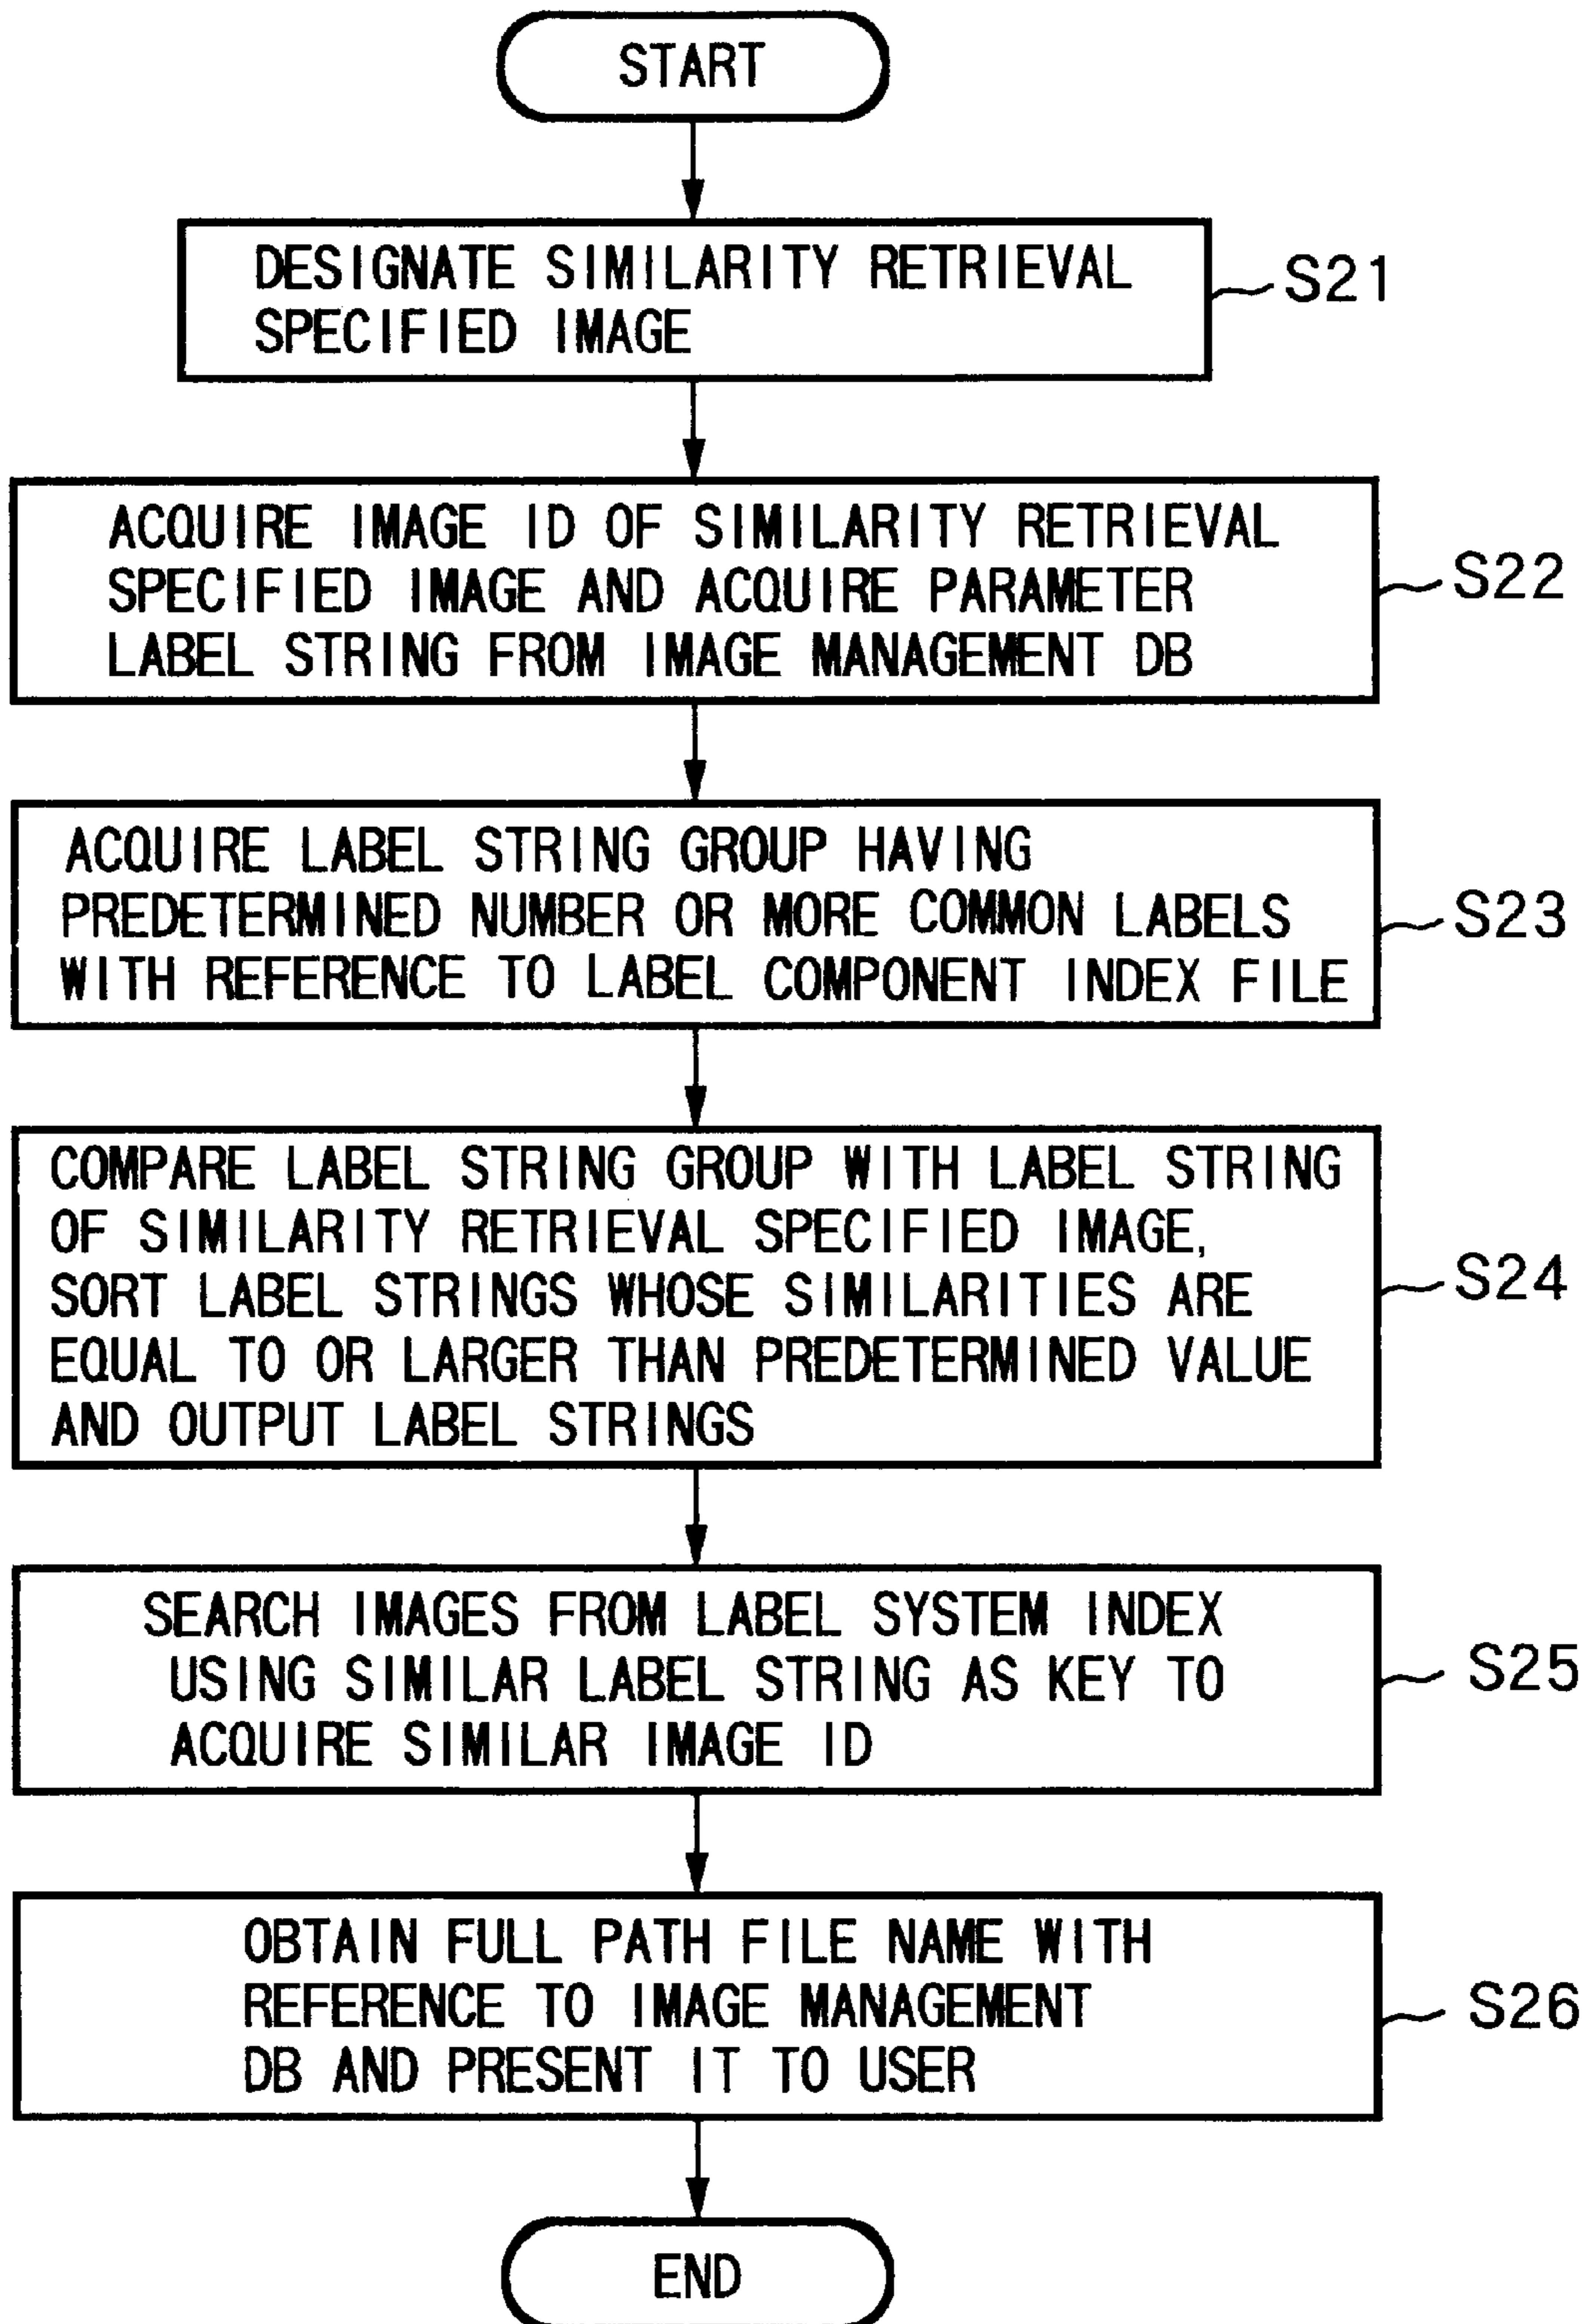 START
DESIGNATE SIMILARITY RETRIEVAL
SPECIFIED IMAGE
S21
ACQUIRE IMAGE ID OF SIMILARITY RETRIEVAL
SPECIFIED IMAGE AND ACQUIRE PARAMETER
LABEL STRING FROM IMAGE MANAGEMENT DB
S22
ACQUIRE LABEL STRING GROUP HAVING
PREDETERMINED NUMBER OR MORE COMMON LABELS
WITH REFERENCE TO LABEL COMPONENT INDEX FILE
S23
COMPARE LABEL STRING GROUP WITH LABEL STRING
OF SIMILARITY RETRIEVAL SPECIFIED IMAGE,
SORT LABEL STRINGS WHOSE SIMILARITIES ARE
EQUAL TO OR LARGER THAN PREDETERMINED VALUE
AND OUTPUT LABEL STRINGS
S24
SEARCH IMAGES FROM LABEL SYSTEM INDEX
USING SIMILAR LABEL STRING AS KEY TO
ACQUIRE SIMILAR IMAGE ID
S25
OBTAIN FULL PATH FILE NAME WITH
REFERENCE TO IMAGE MANAGEMENT
DB AND PRESENT IT TO USER
S26
END